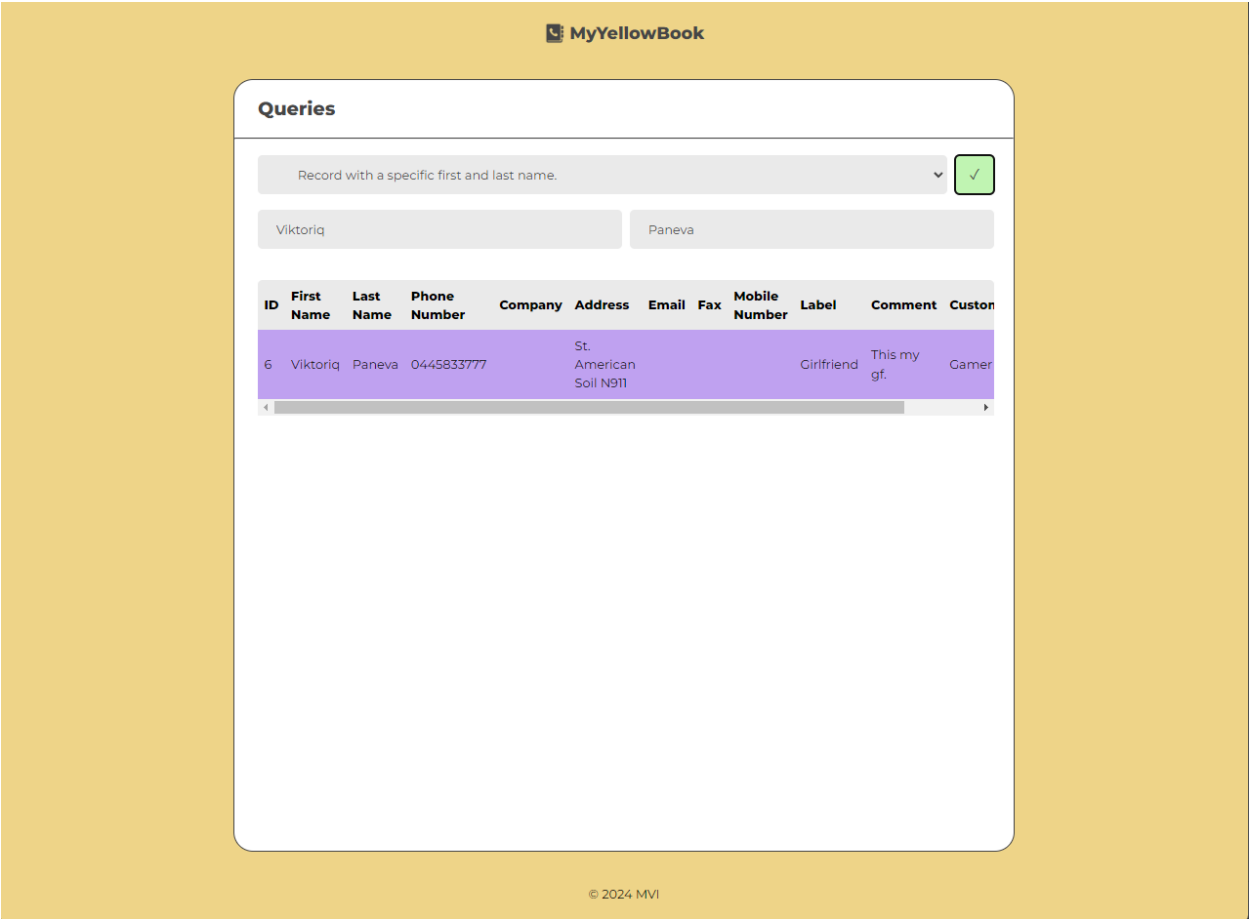 MyYellowBook
Queries
Record with a specific first and last name.
✓
Viktoriq Paneva
ID First Name Last Name Phone Number Company Address Email Fax Mobile Number Label Comment Custom
6 Viktoriq Paneva 0445833777 St. American Soil N911 Girlfriend This my gf. Gamer
© 2024 MVI